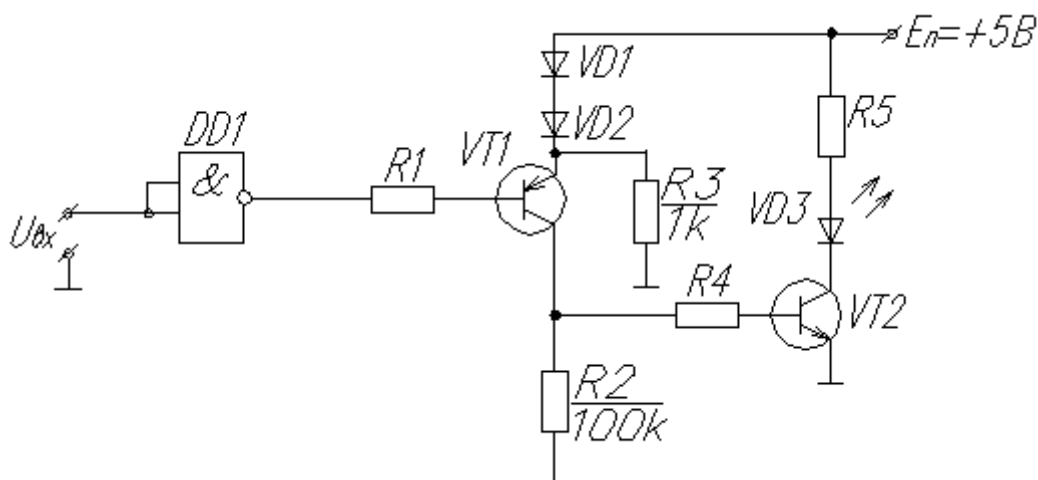 Eп=+5В
VD1
R5
DD1
VD2
VT1
&
R1
R3
1k
VD3
Uвх
R4
VT2
R2
100k